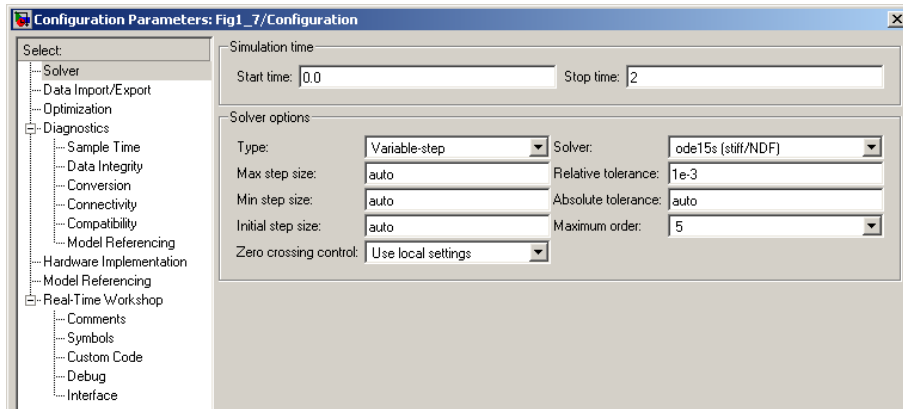 Configuration Parameters: Fig1_7/Configuration
Select:
Solver
Data Import/Export
Optimization
Diagnostics
Sample Time
Data Integrity
Conversion
Connectivity
Compatibility
Model Referencing
Hardware Implementation
Model Referencing
Real-Time Workshop
Comments
Symbols
Custom Code
Debug
Interface
Simulation time
Start time: 0.0 Stop time: 2
Solver options
Type: Variable-step Solver: ode15s (stiff/NDF)
Max step size: auto Relative tolerance: 1e-3
Min step size: auto Absolute tolerance: auto
Initial step size: auto Maximum order: 5
Zero crossing control: Use local settings